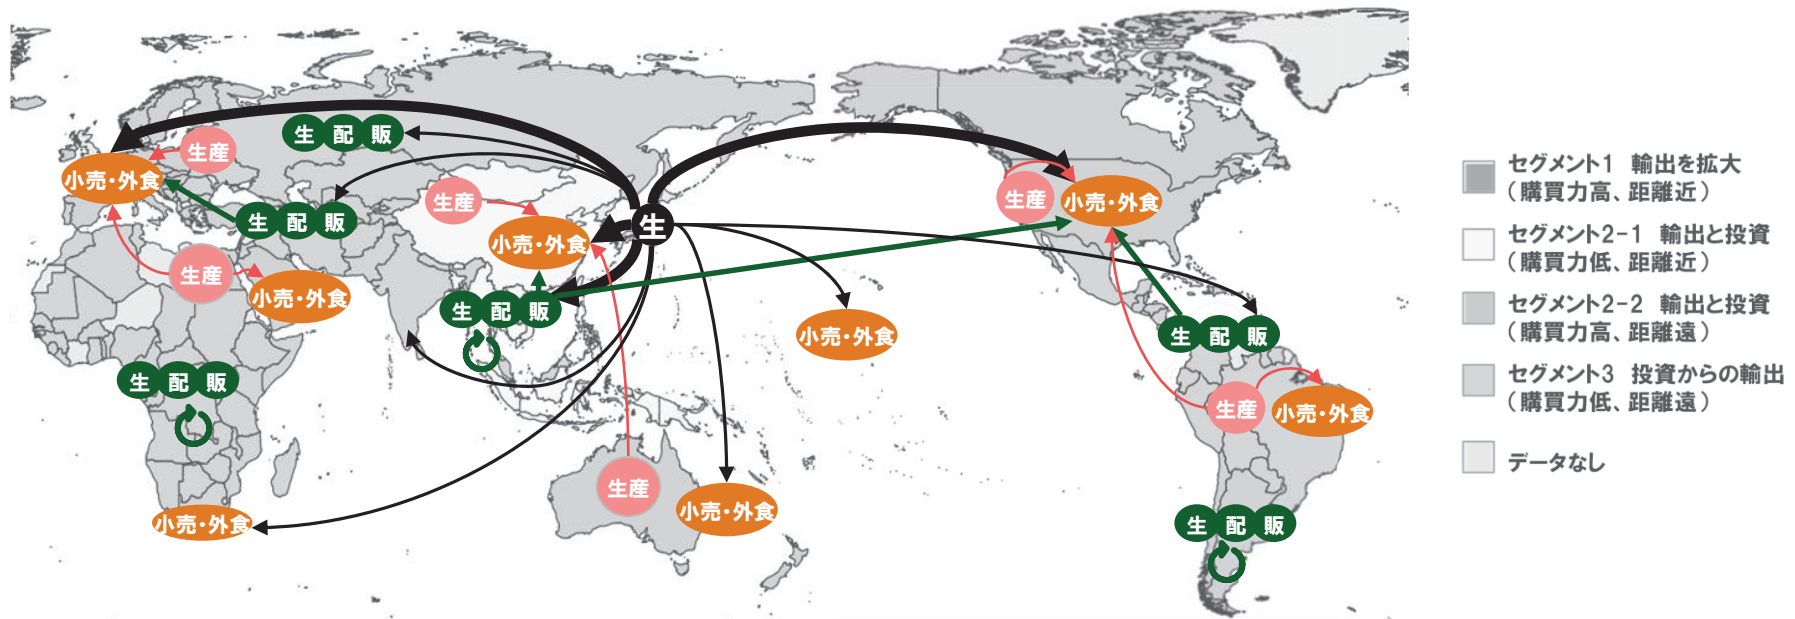 生 配 販
生産
小売・外食
生産
生産
小売・外食
生
生 配 販
小売・外食
生産
小売・外食
生 配 販
小売・外食
生 配 販
生 配 販
生産
小売・外食
生産
小売・外食
小売・外食
生 配 販
セグメント1 輸出を拡大
（購買力高、距離近）
セグメント2-1 輸出と投資
（購買力低、距離近）
セグメント2-2 輸出と投資
（購買力高、距離遠）
セグメント3 投資からの輸出
（購買力低、距離遠）
データなし